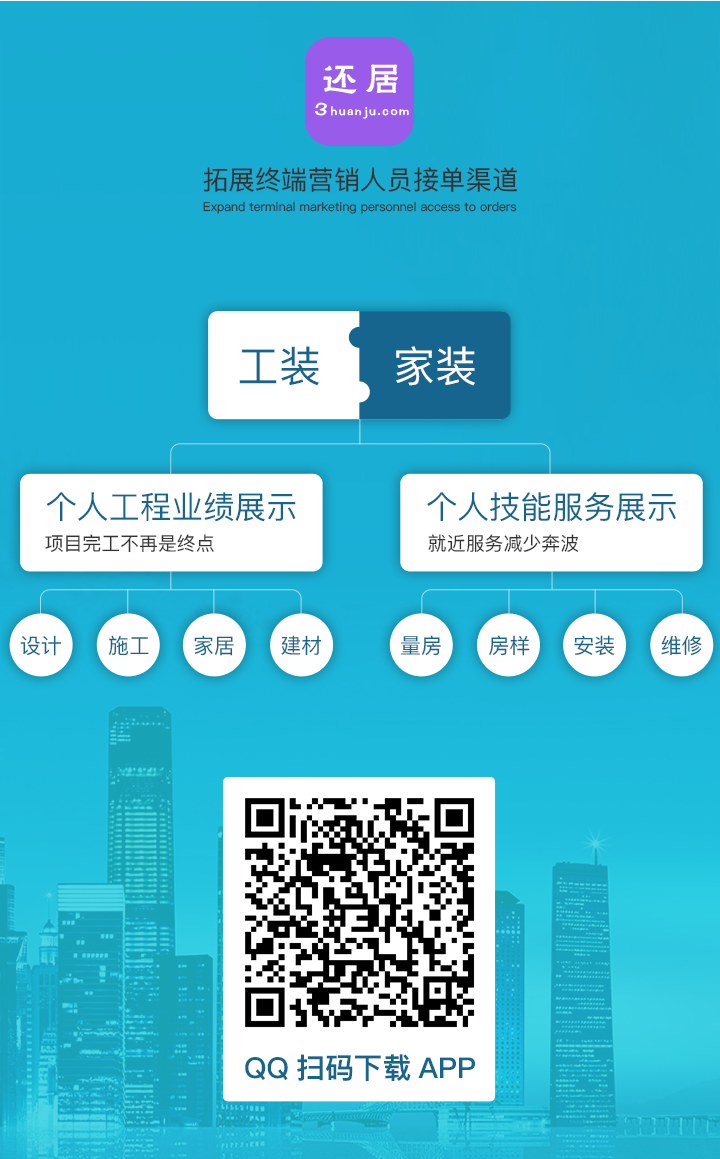 还居
3huanju.com
拓展终端营销人员接单渠道
Expand terminal marketing personnel access to orders
工装
家装
个人工程业绩展示
项目完工不再是终点
个人技能服务展示
就近服务减少奔波
设计
施工
家居
建材
量房
房样
安装
维修
QQ 扫码下载 APP